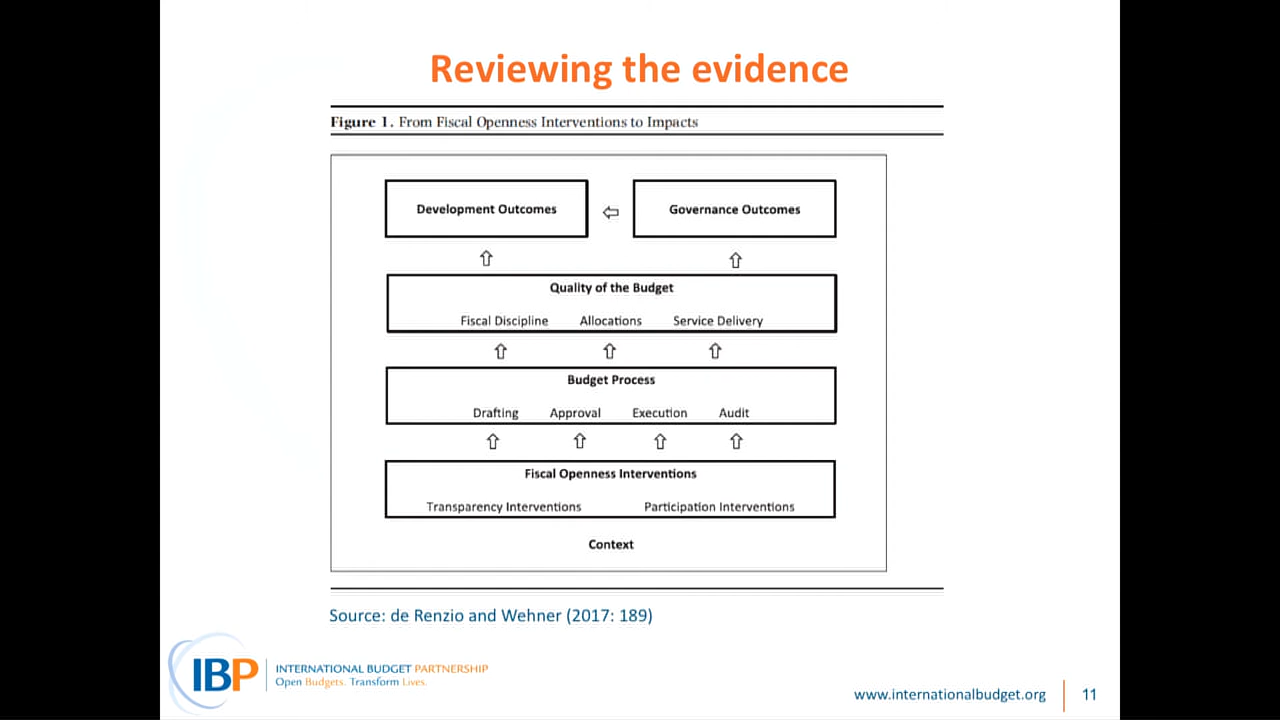 Reviewing the evidence
Figure 1. From Fiscal Openness Interventions to Impacts
Development Outcomes
Governance Outcomes
Quality of the Budget
Fiscal Discipline Allocations Service Delivery
Budget Process
Drafting Approval Execution Audit
Fiscal Openness Interventions
Transparency Interventions Participation Interventions
Context
Source: de Renzio and Wehner (2017: 189)
IBP
INTERNATIONAL BUDGET PARTNERSHIP
Open Budgets. Transform Lives.
www.internationalbudget.org
11